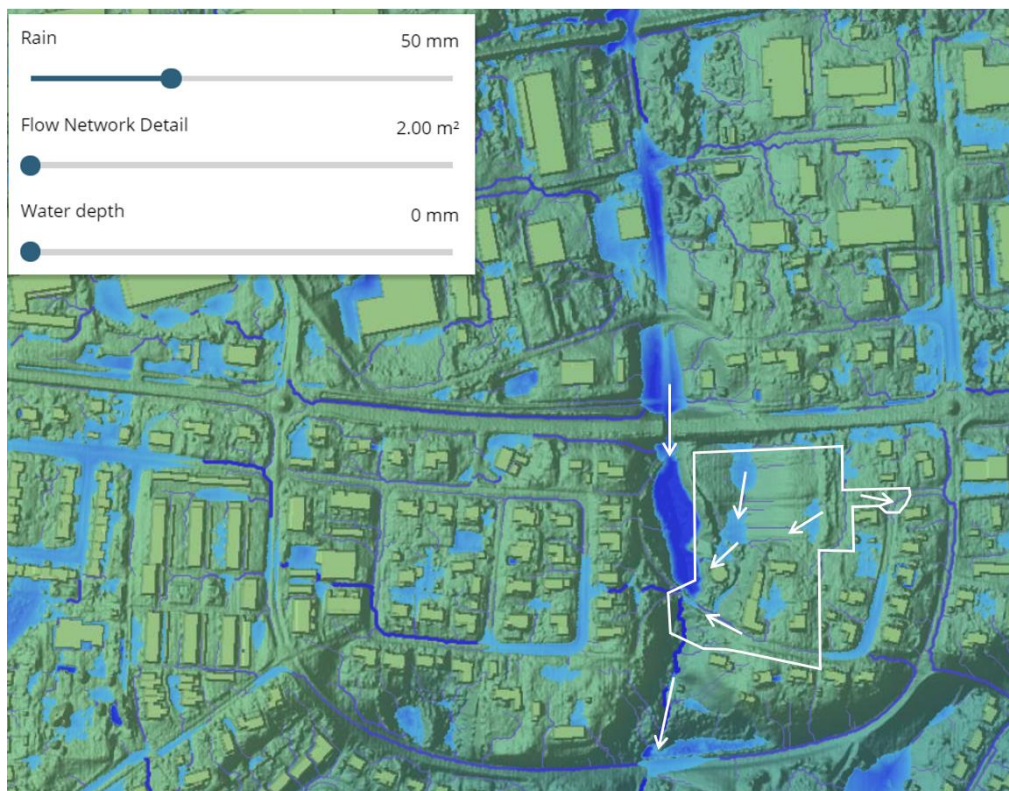 Rain
50 mm
Flow Network Detail
2.00 m²
Water depth
0 mm